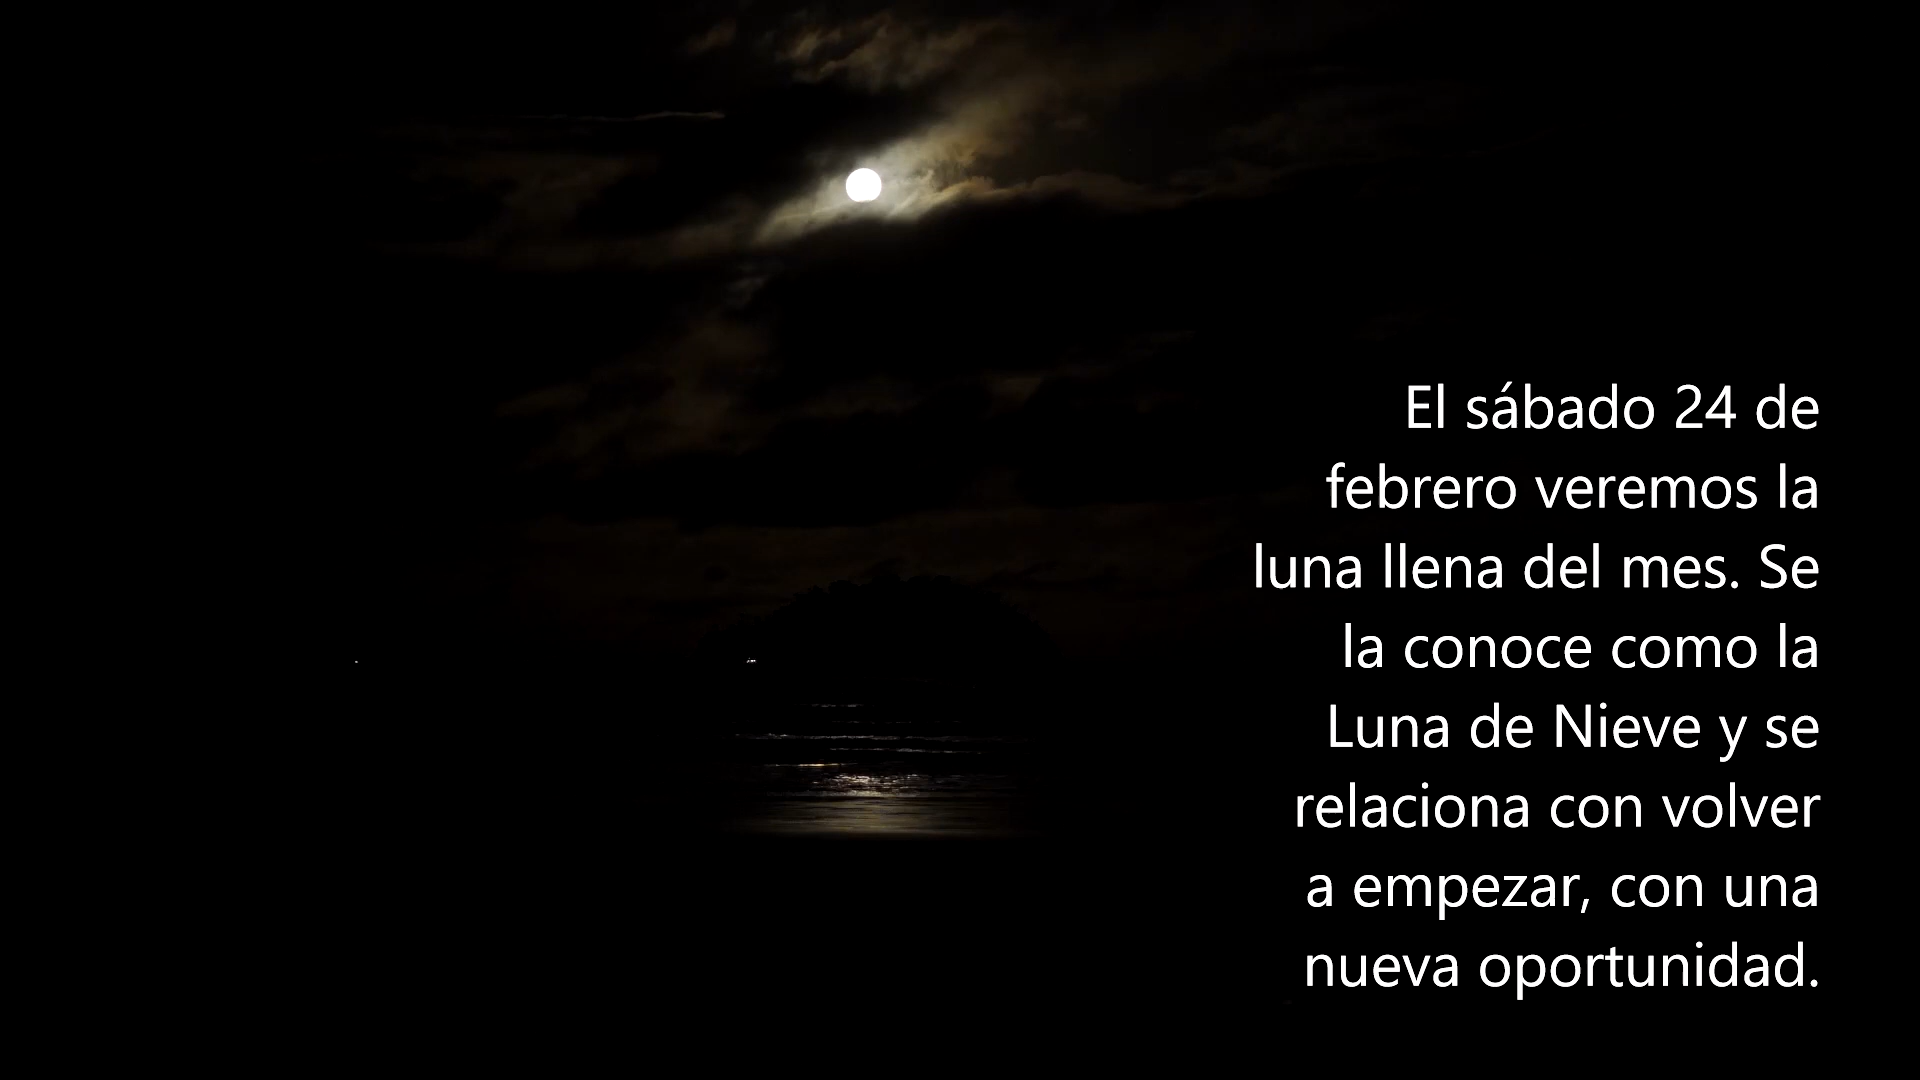 El sábado 24 de
febrero veremos la
luna llena del mes. Se
la conoce como la
Luna de Nieve y se
relaciona con volver
a empezar, con una
nueva oportunidad.